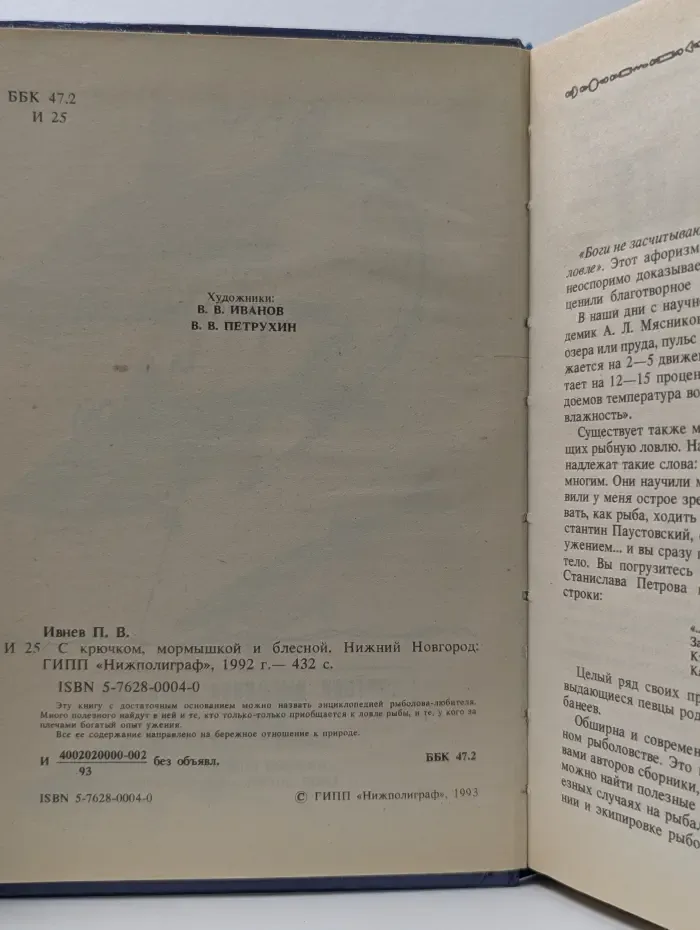 ББК 47.2
И 25
Художники:
В. В. ИВАНОВ
В. В. ПЕТРУХИН
Ивнев П. В.
И 25 С крючком, мормышкой и блесной. Нижний Новгород:
ГИПП «Нижполиграф», 1992 г.— 432 с.
ISBN 5-7628-0004-0
Эту книгу с достаточным основанием можно назвать энциклопедией рыболова-любителя.
Много полезного найдут в ней и те, кто только-только приобщается к ловле рыбы, и те, у кого за
плечами богатый опыт ужения.
Все ее содержание направлено на бережное отношение к природе.
И 4002020000-002 без объявл. ББК 47.2
93
ISBN 5-7628-0004-0 © ГИПП «Нижполиграф», 1993
«Боги не засчитываю
ловле». Этот афоризм
неоспоримо доказывае
ценили благотворное
В наши дни с научно
демик А. Л. Мясников
озера или пруда, пульс
жается на 2—5 движен
тает на 12—15 процен
доемов температура во
влажность».
Существует также м
щих рыбную ловлю. На
надлежат такие слова:
многим. Они научили м
вили у меня острое зре
вать, как рыба, ходить
стантин Паустовский,
ужением... и вы сразу
тело. Вы погрузитесь
Станислава Петрова
строки:
«..
За
К
К
Целый ряд своих пр
выдающиеся певцы род
банеев.
Обширна и современ
ном рыболовстве. Это
вами авторов сборники,
можно найти полезные
езных случаях на рыбал
нии и экипировке рыбо